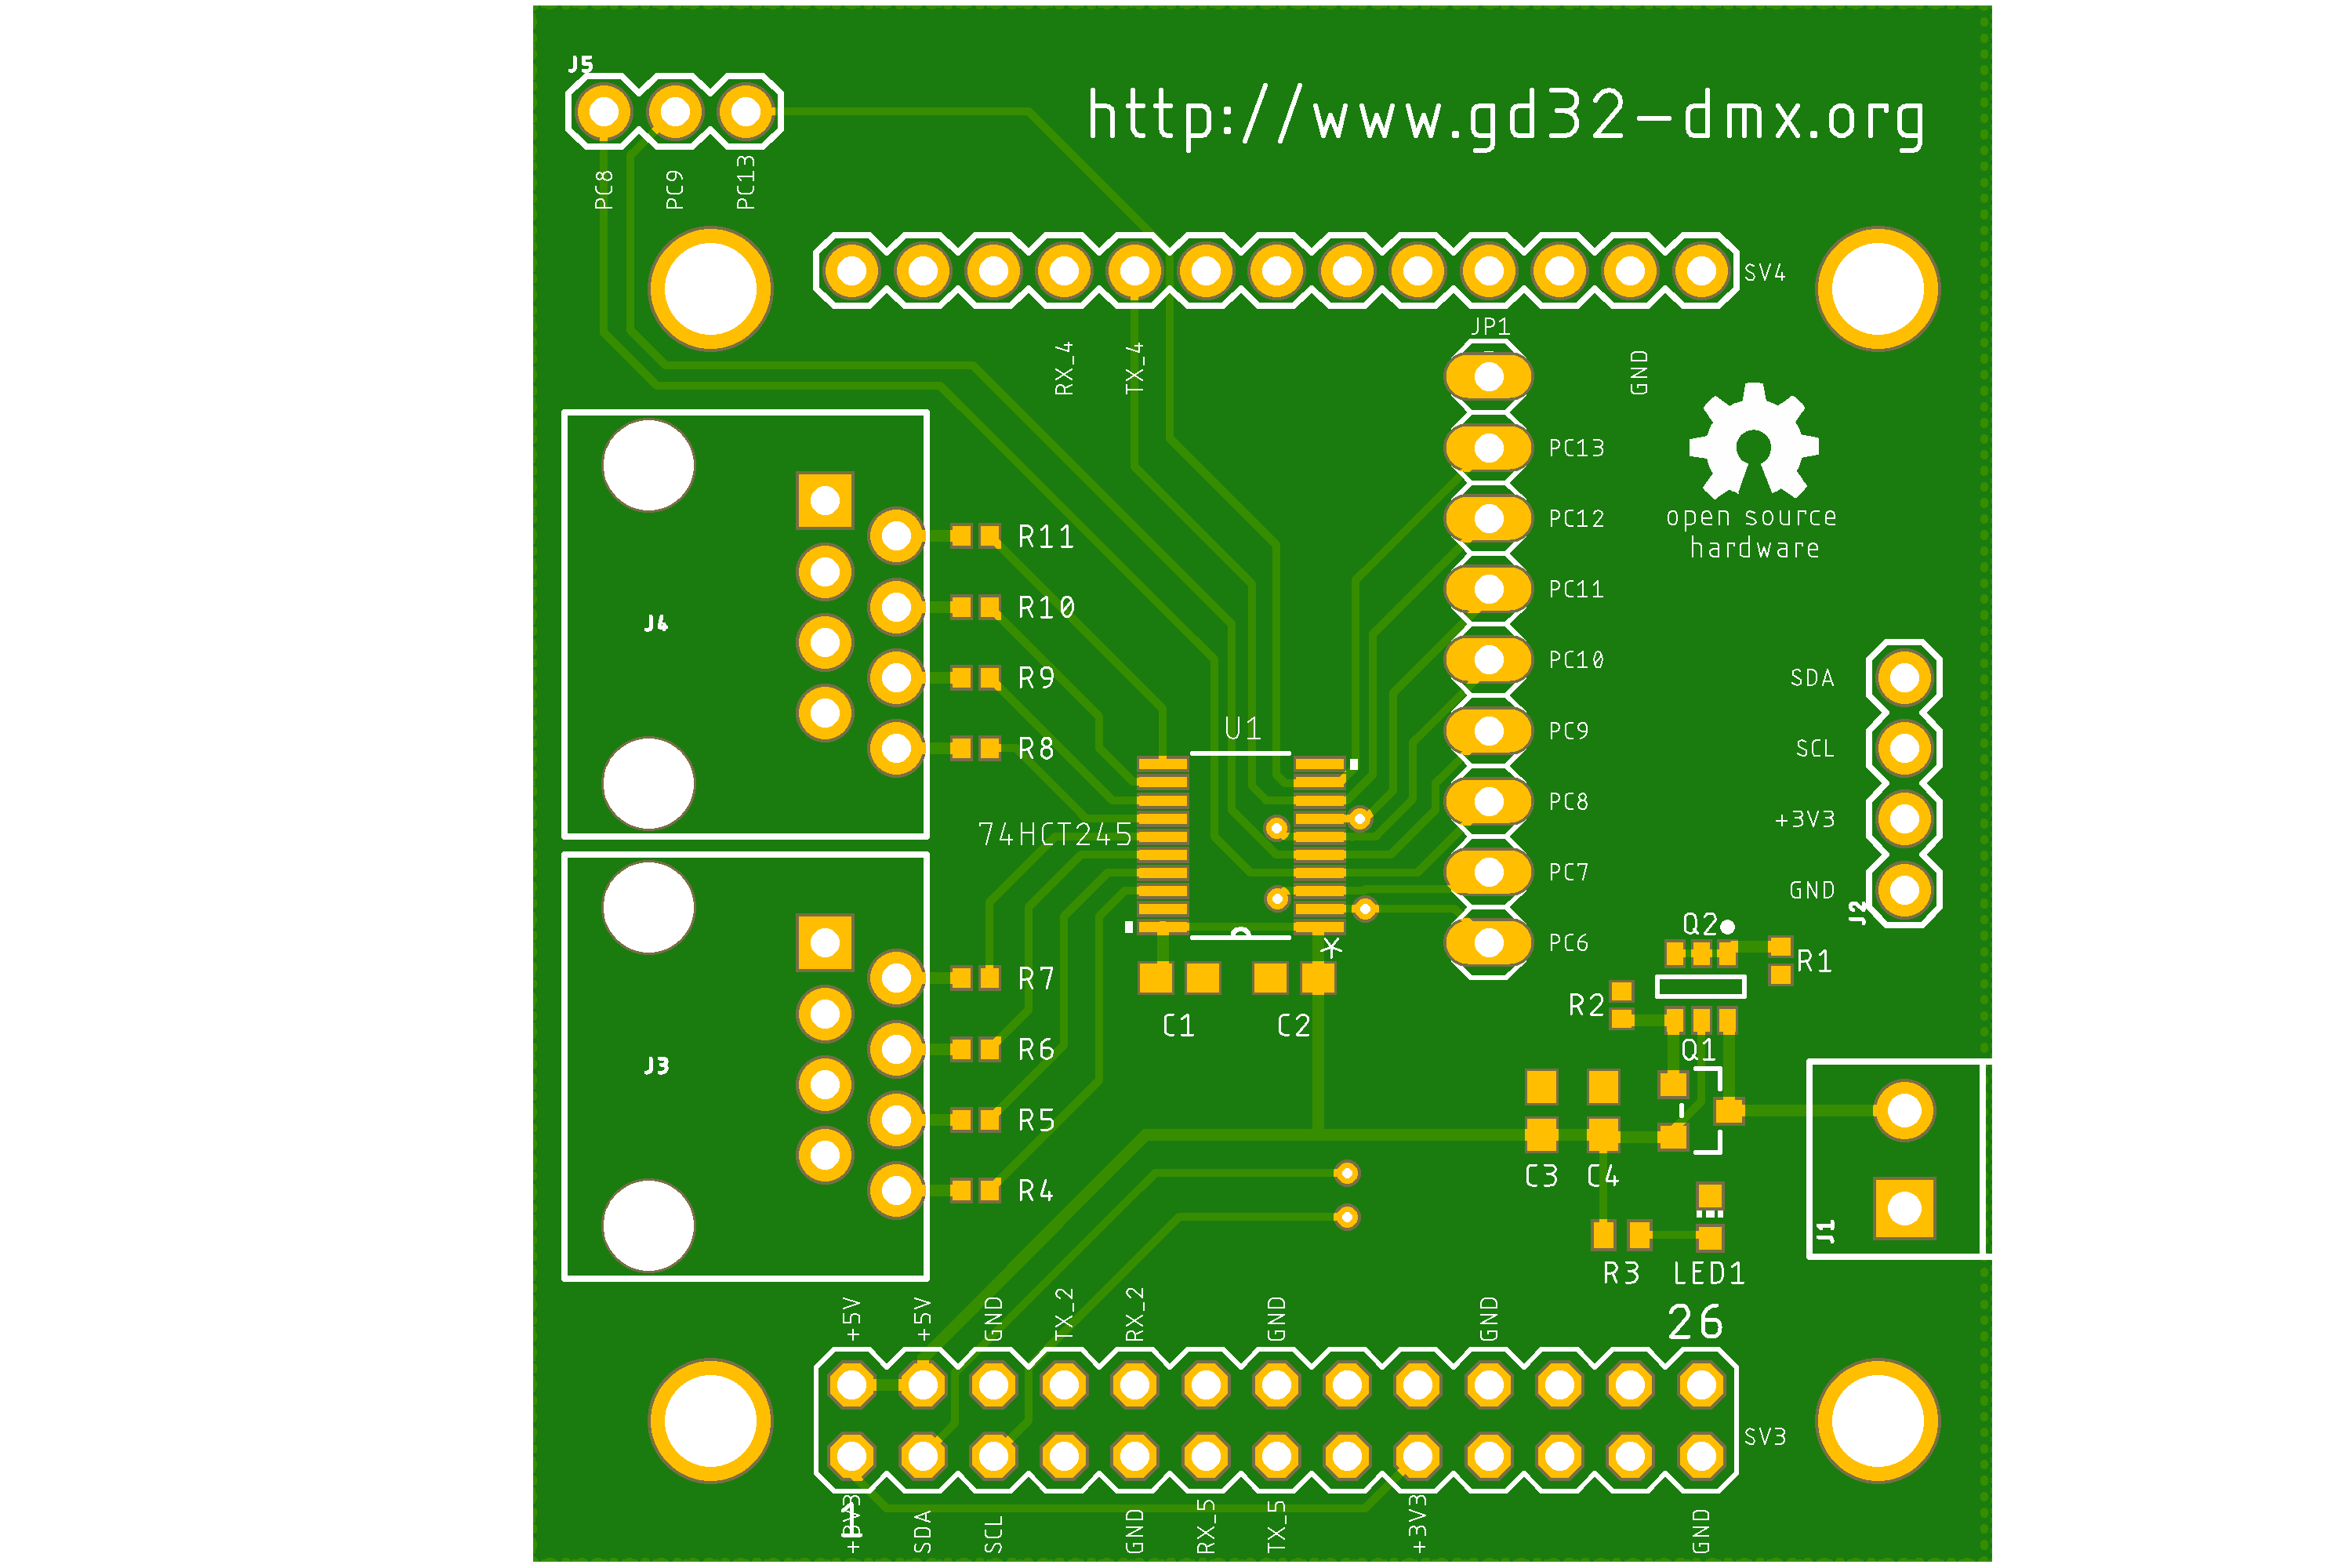 J5
http://www.gd32-dmx.org
PC8
PC9
PC13
SV4
JP1
RX_4
TX_4
GND
PC13
PC12
PC11
PC10
PC9
PC8
PC7
PC6
open source
hardware
R11
R10
R9
R8
J4
U1
74HCT245
SDA
SCL
+3V3
GND
J2
Q2
R1
R2
Q1
*
C1
C2
R7
R6
R5
R4
J3
C3
C4
J1
R3
LED1
26
+5V
+5V
GND
TX_2
RX_2
GND
GND
SV3
+3V3
1
SDA
SCL
GND
RX_5
TX_5
+3V3
GND